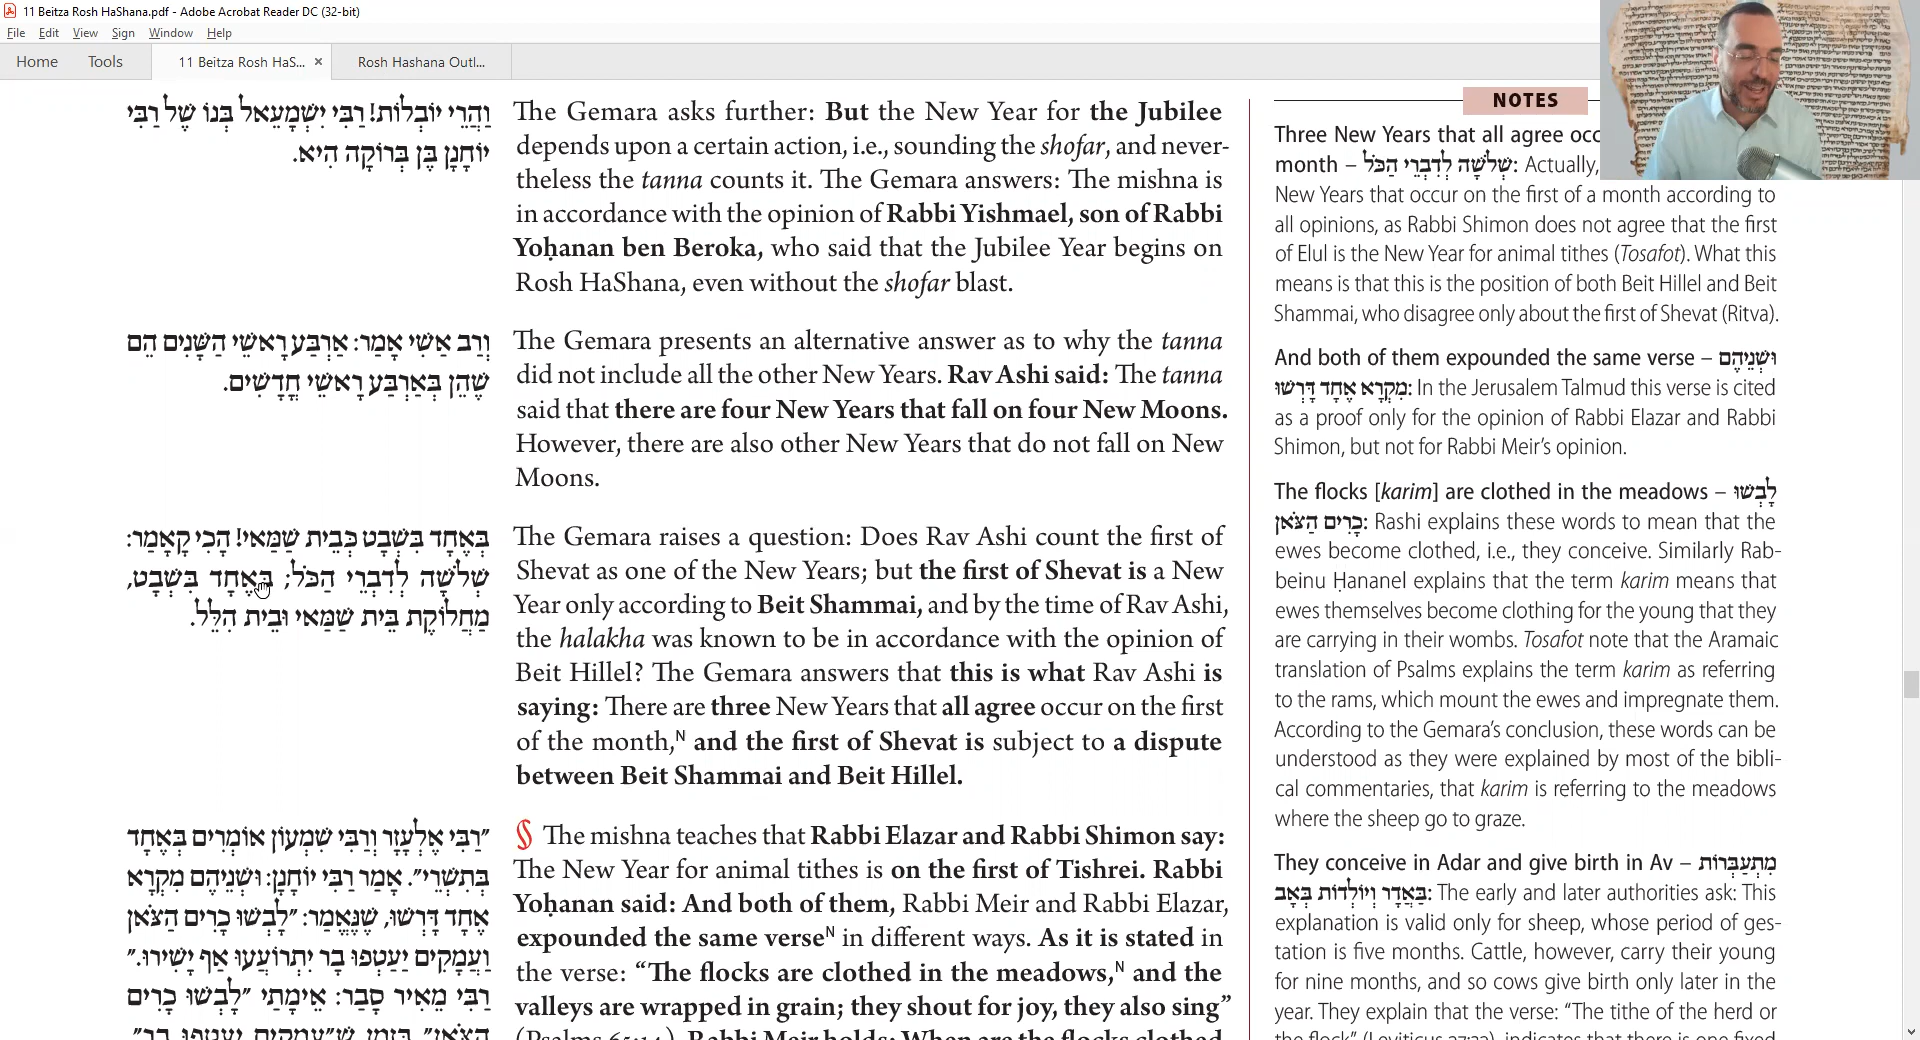 11 Beitza Rosh HaShana.pdf - Adobe Acrobat Reader DC (32-bit)
File Edit View Sign Window Help
Home Tools 11 Beitza Rosh HaS... × Rosh Hashana Outl...
וַהֲרֵי יוֹבְלוֹת! רַבִּי יִשְׁמָעֵאל בְּנוֹ שֶׁל רַבִּי
יוֹחָנָן בֶּן בְּרוֹקָה הִיא.
The Gemara asks further: But the New Year for the Jubilee
depends upon a certain action, i.e., sounding the shofar, and never-
theless the tanna counts it. The Gemara answers: The mishna is
in accordance with the opinion of Rabbi Yishmael, son of Rabbi
Yoḥanan ben Beroka, who said that the Jubilee Year begins on
Rosh HaShana, even without the shofar blast.
וְרַב אַשִׁי אָמַר: אַרְבַּע רָאשֵׁי הַשָּׁנִים הֵם
שֶׁהֵן בְּאַרְבַּע רָאשֵׁי חֳדָשִׁים.
The Gemara presents an alternative answer as to why the tanna
did not include all the other New Years. Rav Ashi said: The tanna
said that there are four New Years that fall on four New Moons.
However, there are also other New Years that do not fall on New
Moons.
בְּאֶחָד בִּשְׁבָט כְּבֵית שַׁמַּאי! הָכִי קָאָמַר:
שְׁלֹשָׁה לְדִבְרֵי הַכֹּל; בְּאֶחָד בִּשְׁבָט,
מַחֲלוֹקֶת בֵּית שַׁמַּאי וּבֵית הִלֵּל.
The Gemara raises a question: Does Rav Ashi count the first of
Shevat as one of the New Years; but the first of Shevat is a New
Year only according to Beit Shammai, and by the time of Rav Ashi,
the halakha was known to be in accordance with the opinion of
Beit Hillel? The Gemara answers that this is what Rav Ashi is
saying: There are three New Years that all agree occur on the first
of the month,N and the first of Shevat is subject to a dispute
between Beit Shammai and Beit Hillel.
״רַבִּי אֶלְעָזָר וְרַבִּי שִׁמְעוֹן אוֹמְרִים בְּאֶחָד
בְּתִשְׁרֵי״. אָמַר רַבִּי יוֹחָנָן: וּשְׁנֵיהֶם מִקְרָא
אֶחָד דָּרְשׁוּ, שֶׁנֶּאֱמַר: ״לָבְשׁוּ כָרִים הַצֹּאן
וַעֲמָקִים יַעַטְפוּ בָר יִתְרוֹעֲעוּ אַף יָשִׁירוּ.״
רַבִּי מֵאִיר סָבַר: אֵימָתַי ״לָבְשׁוּ כָרִים
הַצֹּאן״ בִּזְמַן שֶׁ״עֲמָקִים יַעַטְפוּ בָר״
The mishna teaches that Rabbi Elazar and Rabbi Shimon say:
The New Year for animal tithes is on the first of Tishrei. Rabbi
Yoḥanan said: And both of them, Rabbi Meir and Rabbi Elazar,
expounded the same verseN in different ways. As it is stated in
the verse: “The flocks are clothed in the meadows,N and the
valleys are wrapped in grain; they shout for joy, they also sing”
(Psalms 65:14). Rabbi Meir holds: When are the flocks clothed
NOTES
Three New Years that all agree occ
month – שְׁלֹשָׁה לְדִבְרֵי הַכֹּל: Actually,
New Years that occur on the first of a month according to
all opinions, as Rabbi Shimon does not agree that the first
of Elul is the New Year for animal tithes (Tosafot). What this
means is that this is the position of both Beit Hillel and Beit
Shammai, who disagree only about the first of Shevat (Ritva).
And both of them expounded the same verse – וּשְׁנֵיהֶם
מִקְרָא אֶחָד דָּרְשׁוּ: In the Jerusalem Talmud this verse is cited
as a proof only for the opinion of Rabbi Elazar and Rabbi
Shimon, but not for Rabbi Meir’s opinion.
The flocks [karim] are clothed in the meadows – לָבְשׁוּ
כָרִים הַצֹּאן: Rashi explains these words to mean that the
ewes become clothed, i.e., they conceive. Similarly Rab-
beinu Ḥananel explains that the term karim means that
ewes themselves become clothing for the young that they
are carrying in their wombs. Tosafot note that the Aramaic
translation of Psalms explains the term karim as referring
to the rams, which mount the ewes and impregnate them.
According to the Gemara’s conclusion, these words can be
understood as they were explained by most of the bibli-
cal commentaries, that karim is referring to the meadows
where the sheep go to graze.
They conceive in Adar and give birth in Av – מִתְעַבְּרוֹת
בַּאֲדָר וְיוֹלְדוֹת בְּאָב: The early and later authorities ask: This
explanation is valid only for sheep, whose period of ges-
tation is five months. Cattle, however, carry their young
for nine months, and so cows give birth only later in the
year. They explain that the verse: “The tithe of the herd or
the flock” (Leviticus 27:32), indicates that there is one fixed